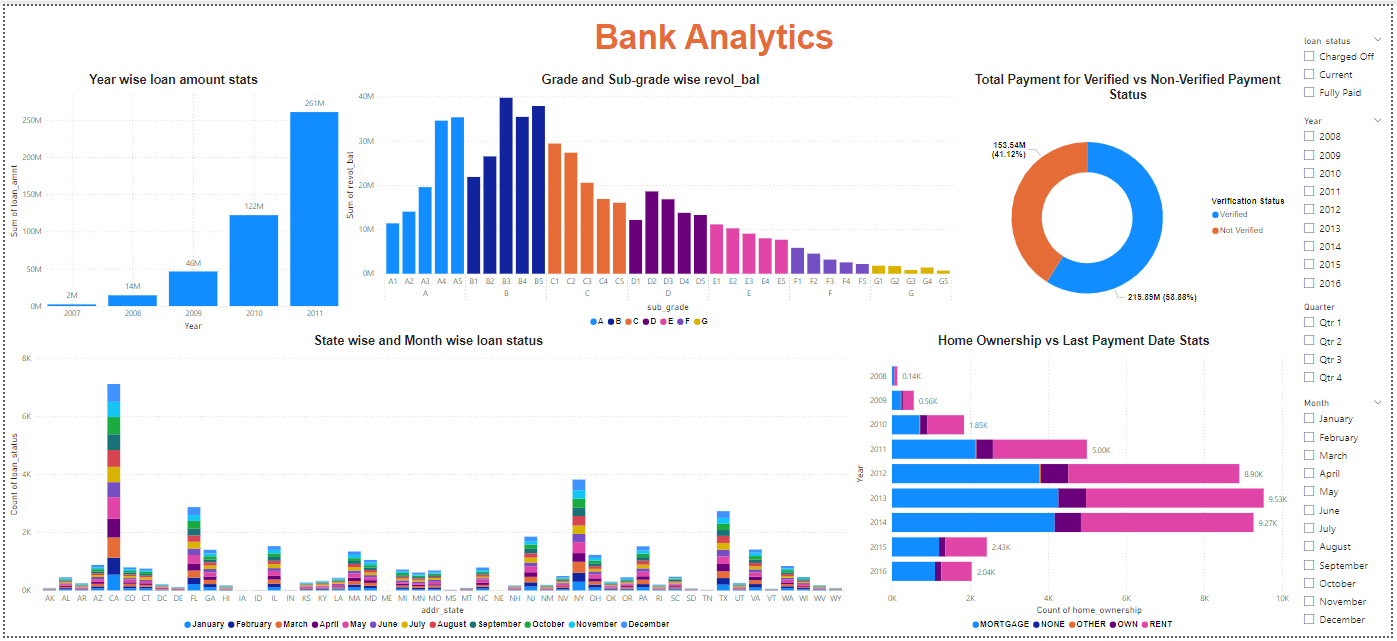 Bank Analytics
Year wise loan amount stats
Sum of loan_amnt
250M
200M
150M
100M
50M
0M
2M
14M
46M
122M
261M
2007
2008
2009
2010
2011
Year
Grade and Sub-grade wise revol_bal
Sum of revol_bal
40M
30M
20M
10M
0M
A1 A2 A3 A4 A5 B1 B2 B3 B4 B5 C1 C2 C3 C4 C5 D1 D2 D3 D4 D5 E1 E2 E3 E4 E5 F1 F2 F3 F4 F5 G1 G2 G3 G4 G5
A B C D E F G
sub_grade
A B C D E F G
Total Payment for Verified vs Non-Verified Payment
Status
153.54M
(41.12%)
219.89M (58.88%)
Verification Status
Verified
Not Verified
State wise and Month wise loan status
Count of loan_status
8K
6K
4K
2K
0K
AK AL AR AZ CA CO CT DC DE FL GA HI IA ID IL IN KS KY LA MA MD ME MI MN MO MS MT NC NE NH NJ NM NV NY OH OK OR PA RI SC SD TN TX UT VA VT WA WI WV WY
addr_state
January February March April May June July August September October November December
Home Ownership vs Last Payment Date Stats
Year
2008 0.14K
2009 0.56K
2010 1.85K
2011 5.00K
2012 8.90K
2013 9.53K
2014 9.27K
2015 2.43K
2016 2.04K
0K 2K 4K 6K 8K 10K
Count of home_ownership
MORTGAGE NONE OTHER OWN RENT
loan_status
Charged Off
Current
Fully Paid
Year
2008
2009
2010
2011
2012
2013
2014
2015
2016
Quarter
Qtr 1
Qtr 2
Qtr 3
Qtr 4
Month
January
February
March
April
May
June
July
August
September
October
November
December